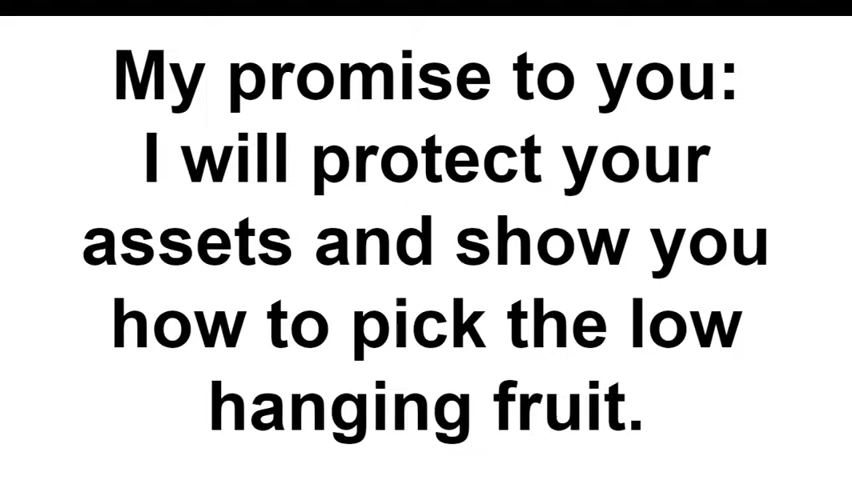 My promise to you:
I will protect your
assets and show you
how to pick the low
hanging fruit.